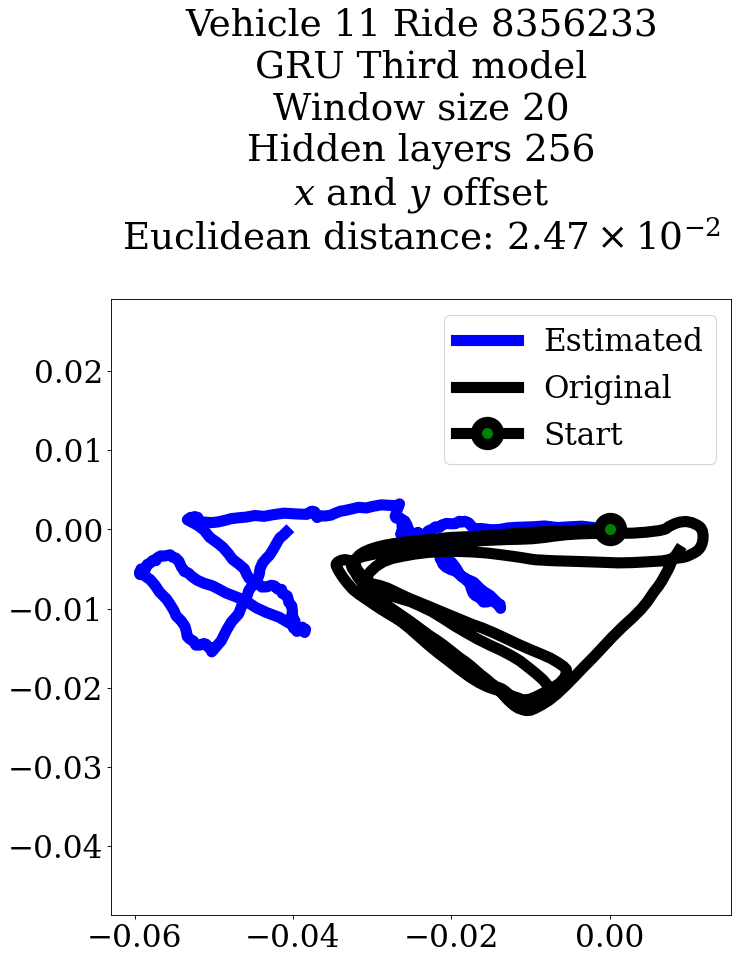 Vehicle 11 Ride 8356233
GRU Third model
Window size 20
Hidden layers 256
x and y offset
Euclidean distance: 2.47 × 10⁻²
Estimated
Original
Start
0.02
0.01
0.00
−0.01
−0.02
−0.03
−0.04
−0.06
−0.04
−0.02
0.00